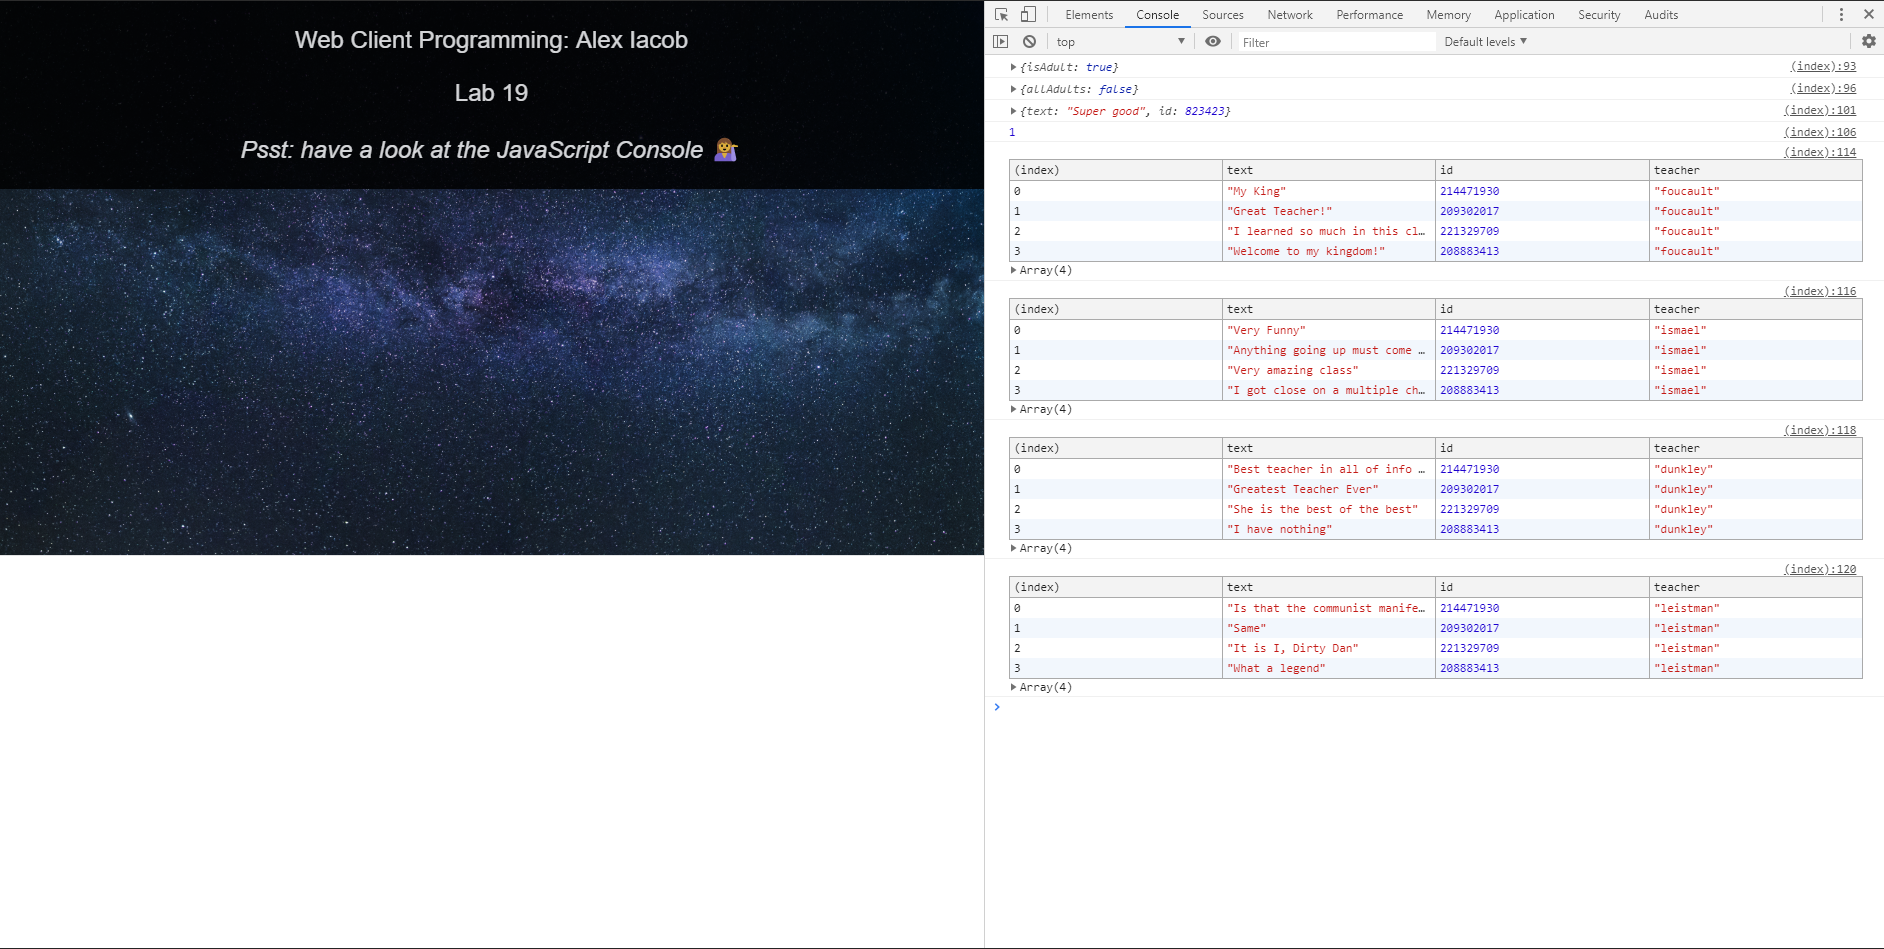 Web Client Programming: Alex Iacob
Lab 19
Psst: have a look at the JavaScript Console 💁
Elements Console Sources Network Performance Memory Application Security Audits
top Filter Default levels
{isAdult: true} (index):93
{allAdults: false} (index):96
{text: "Super good", id: 823423} (index):101
1 (index):106
(index):114
(index) text id teacher
0 "My King" 214471930 "foucault"
1 "Great Teacher!" 209302017 "foucault"
2 "I learned so much in this cl… 221329709 "foucault"
3 "Welcome to my kingdom!" 208883413 "foucault"
Array(4)
(index):116
(index) text id teacher
0 "Very Funny" 214471930 "ismael"
1 "Anything going up must come … 209302017 "ismael"
2 "Very amazing class" 221329709 "ismael"
3 "I got close on a multiple ch… 208883413 "ismael"
Array(4)
(index):118
(index) text id teacher
0 "Best teacher in all of info … 214471930 "dunkley"
1 "Greatest Teacher Ever" 209302017 "dunkley"
2 "She is the best of the best" 221329709 "dunkley"
3 "I have nothing" 208883413 "dunkley"
Array(4)
(index):120
(index) text id teacher
0 "Is that the communist manife… 214471930 "leistman"
1 "Same" 209302017 "leistman"
2 "It is I, Dirty Dan" 221329709 "leistman"
3 "What a legend" 208883413 "leistman"
Array(4)